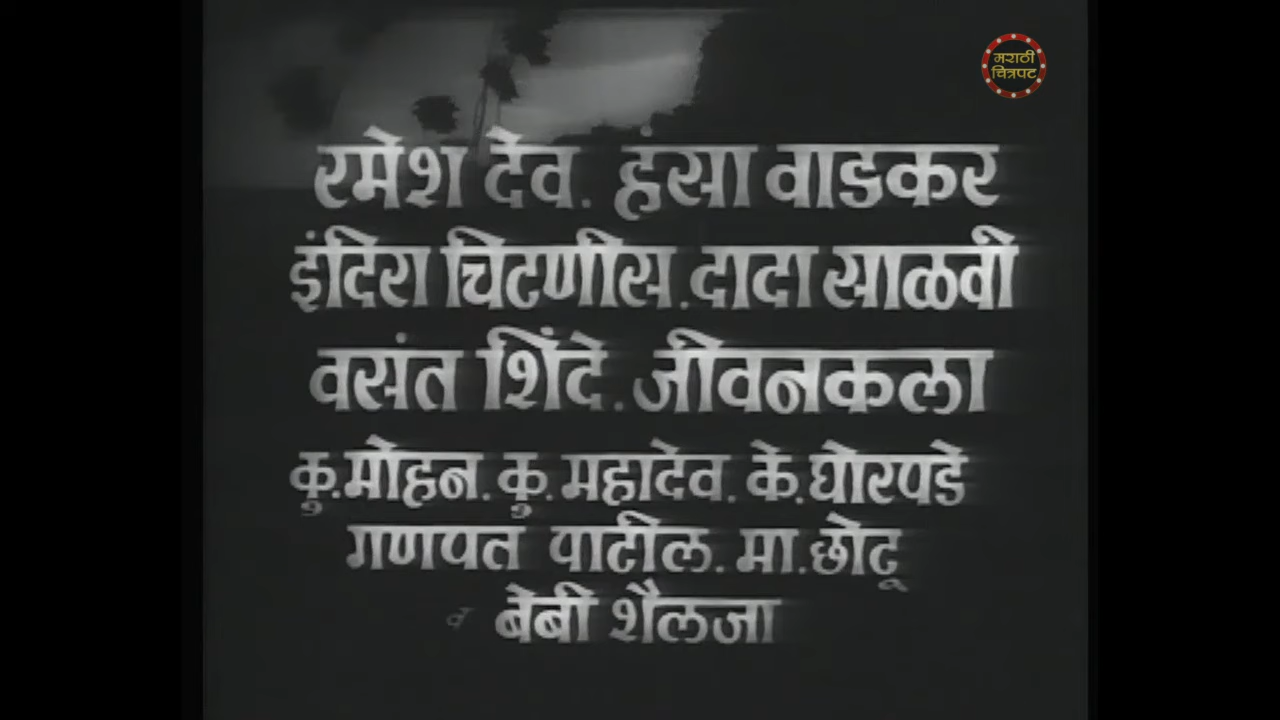 मराठी
चित्रपट
रमेश देव. हंसा वाडकर
इंदिरा चिटणीस. दादा साळवी
वसंत शिंदे. जीवनकला
कु. मोहन. कु. महादेव. के. घोरपडे
गणपत पाटील. मा. छोटू
व बेबी शैलजा